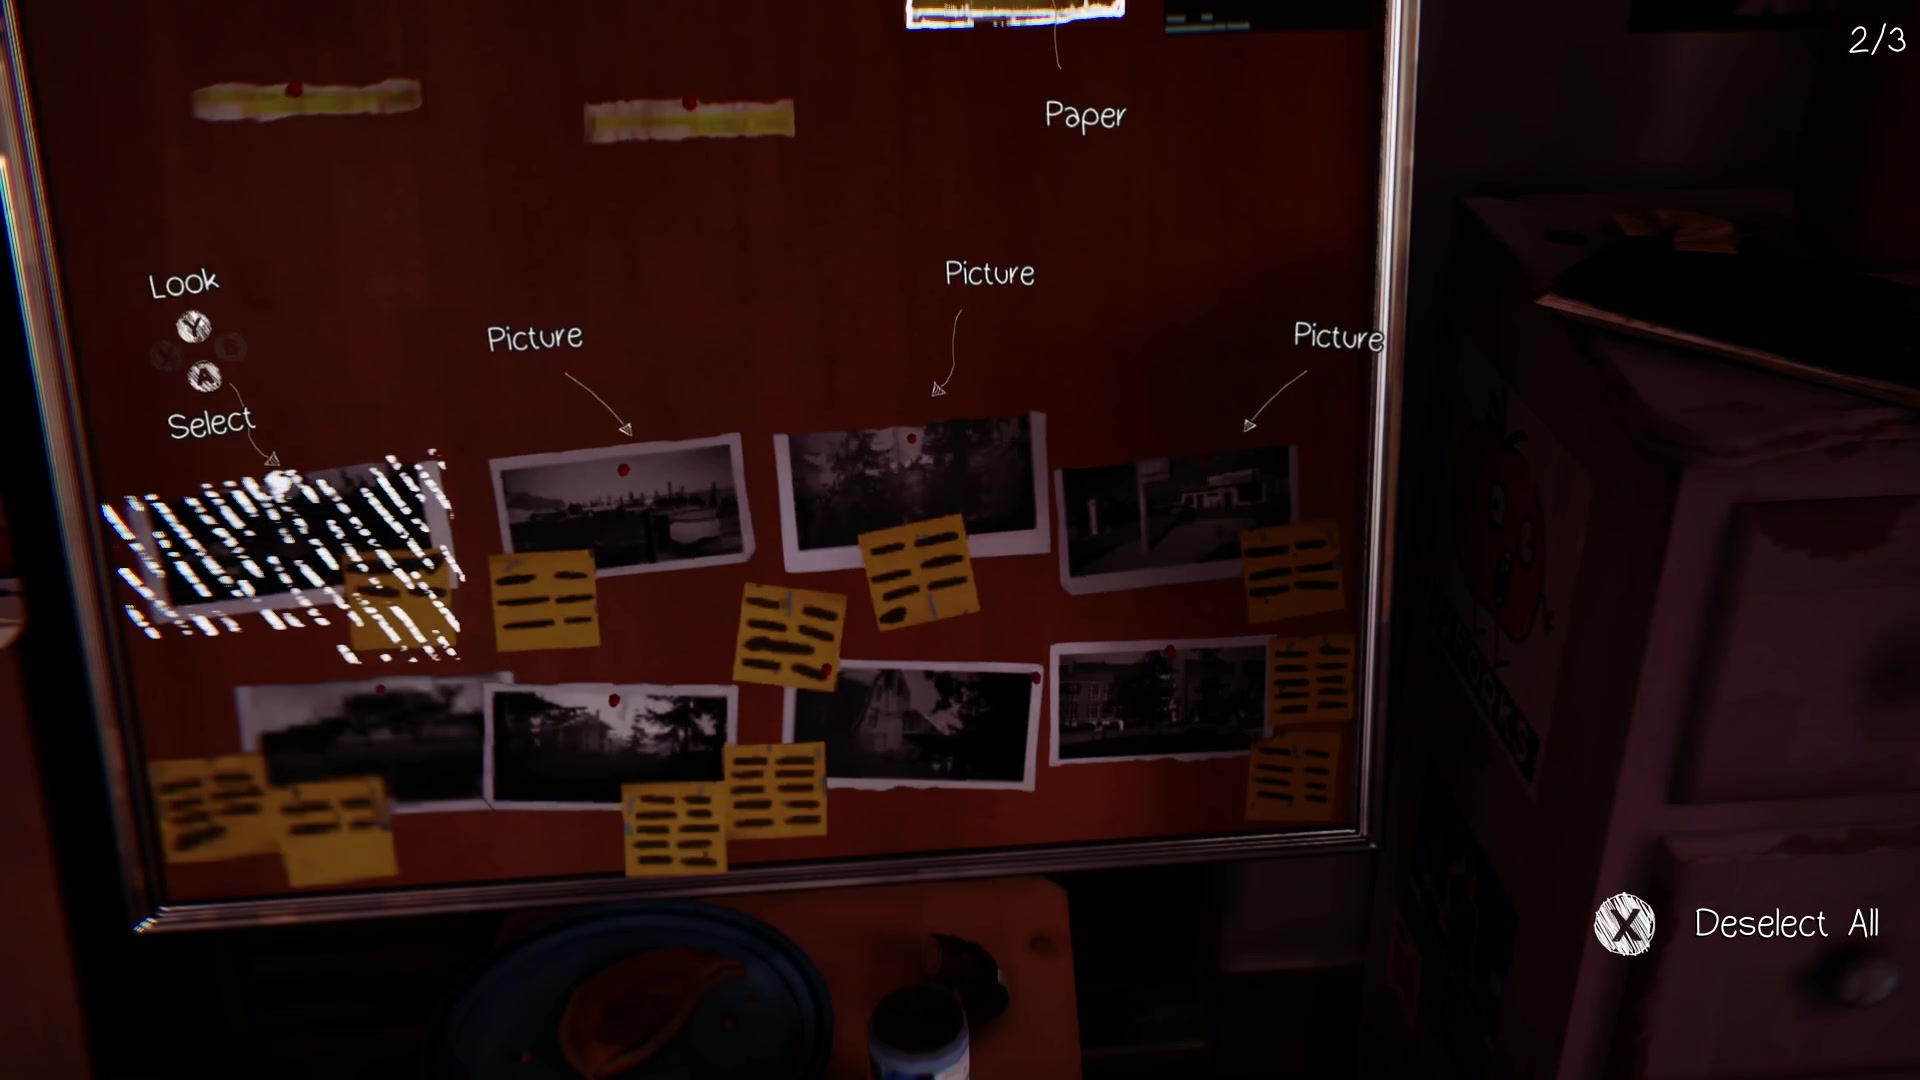 2/3
Paper
Look
Y
A
Select
Picture
Picture
Picture
X
Deselect All